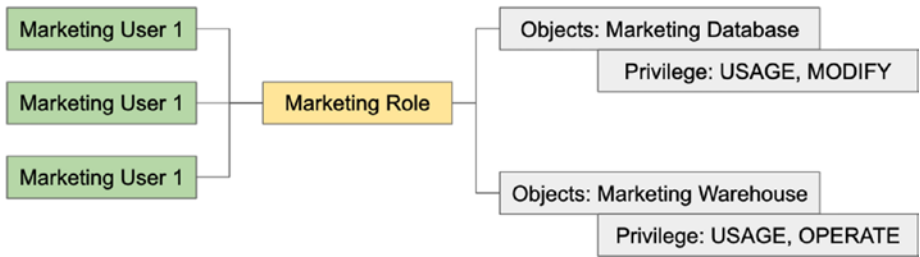 Marketing User 1
Marketing User 1
Marketing User 1
Marketing Role
Objects: Marketing Database
Privilege: USAGE, MODIFY
Objects: Marketing Warehouse
Privilege: USAGE, OPERATE